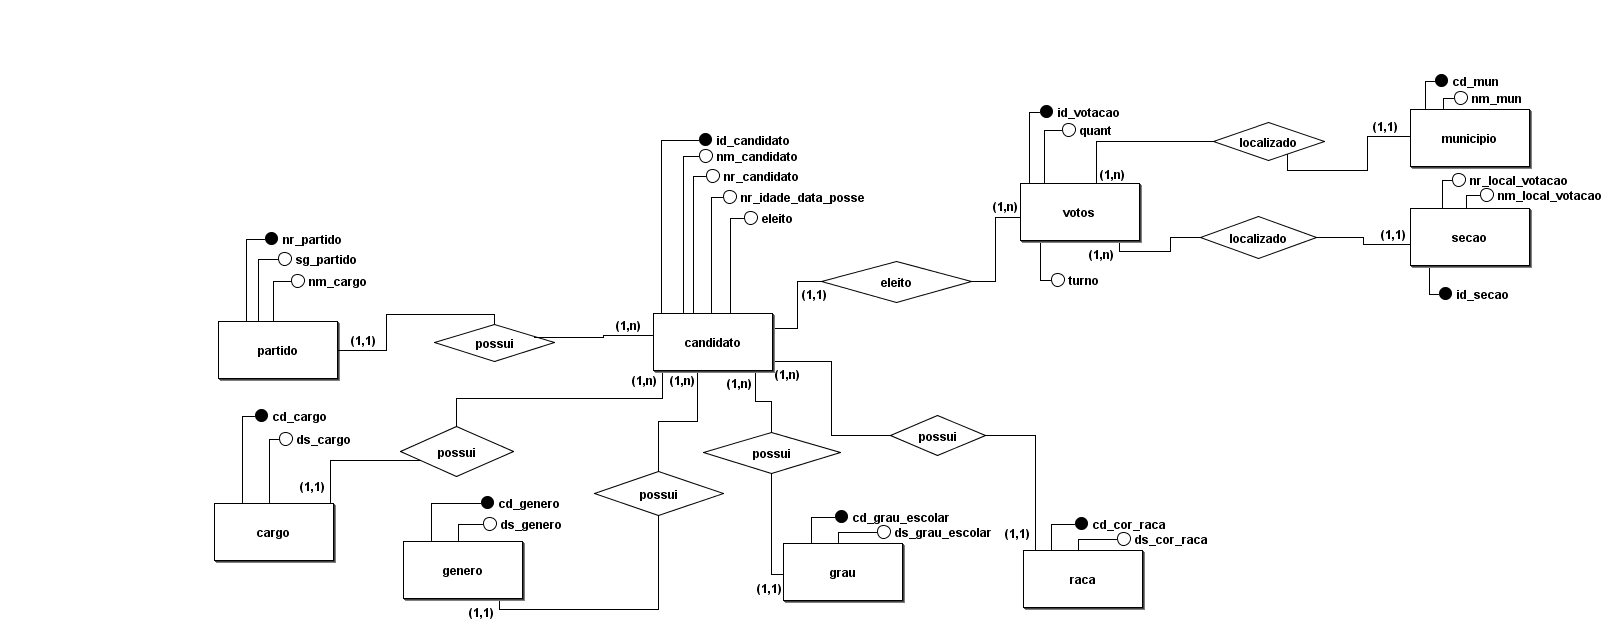 cd_mun
nm_mun
(1,1)
municipio
localizado
id_votacao
quant
(1,n)
votos
(1,n)
(1,n)
turno
localizado
(1,1)
nr_local_votacao
nm_local_votacao
secao
id_secao
id_candidato
nm_candidato
nr_candidato
nr_idade_data_posse
eleito
eleito
(1,1)
candidato
nr_partido
sg_partido
nm_cargo
partido
(1,1)
possui
(1,n)
(1,n)
(1,n)
(1,n)
(1,n)
cd_cargo
ds_cargo
(1,1)
cargo
possui
possui
possui
possui
cd_genero
ds_genero
genero
(1,1)
cd_grau_escolar
ds_grau_escolar
grau
(1,1)
cd_cor_raca
ds_cor_raca
(1,1)
raca